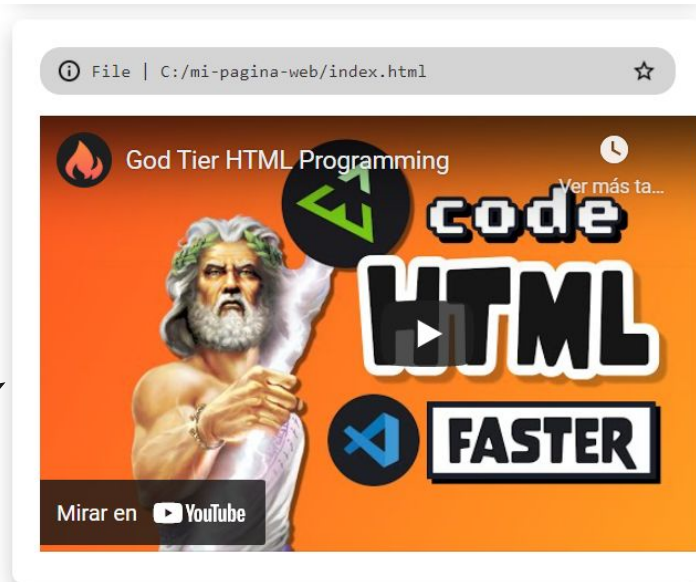 File | C:/mi-pagina-web/index.html
God Tier HTML Programming
Ver más ta...
code
HTML
FASTER
Mirar en YouTube